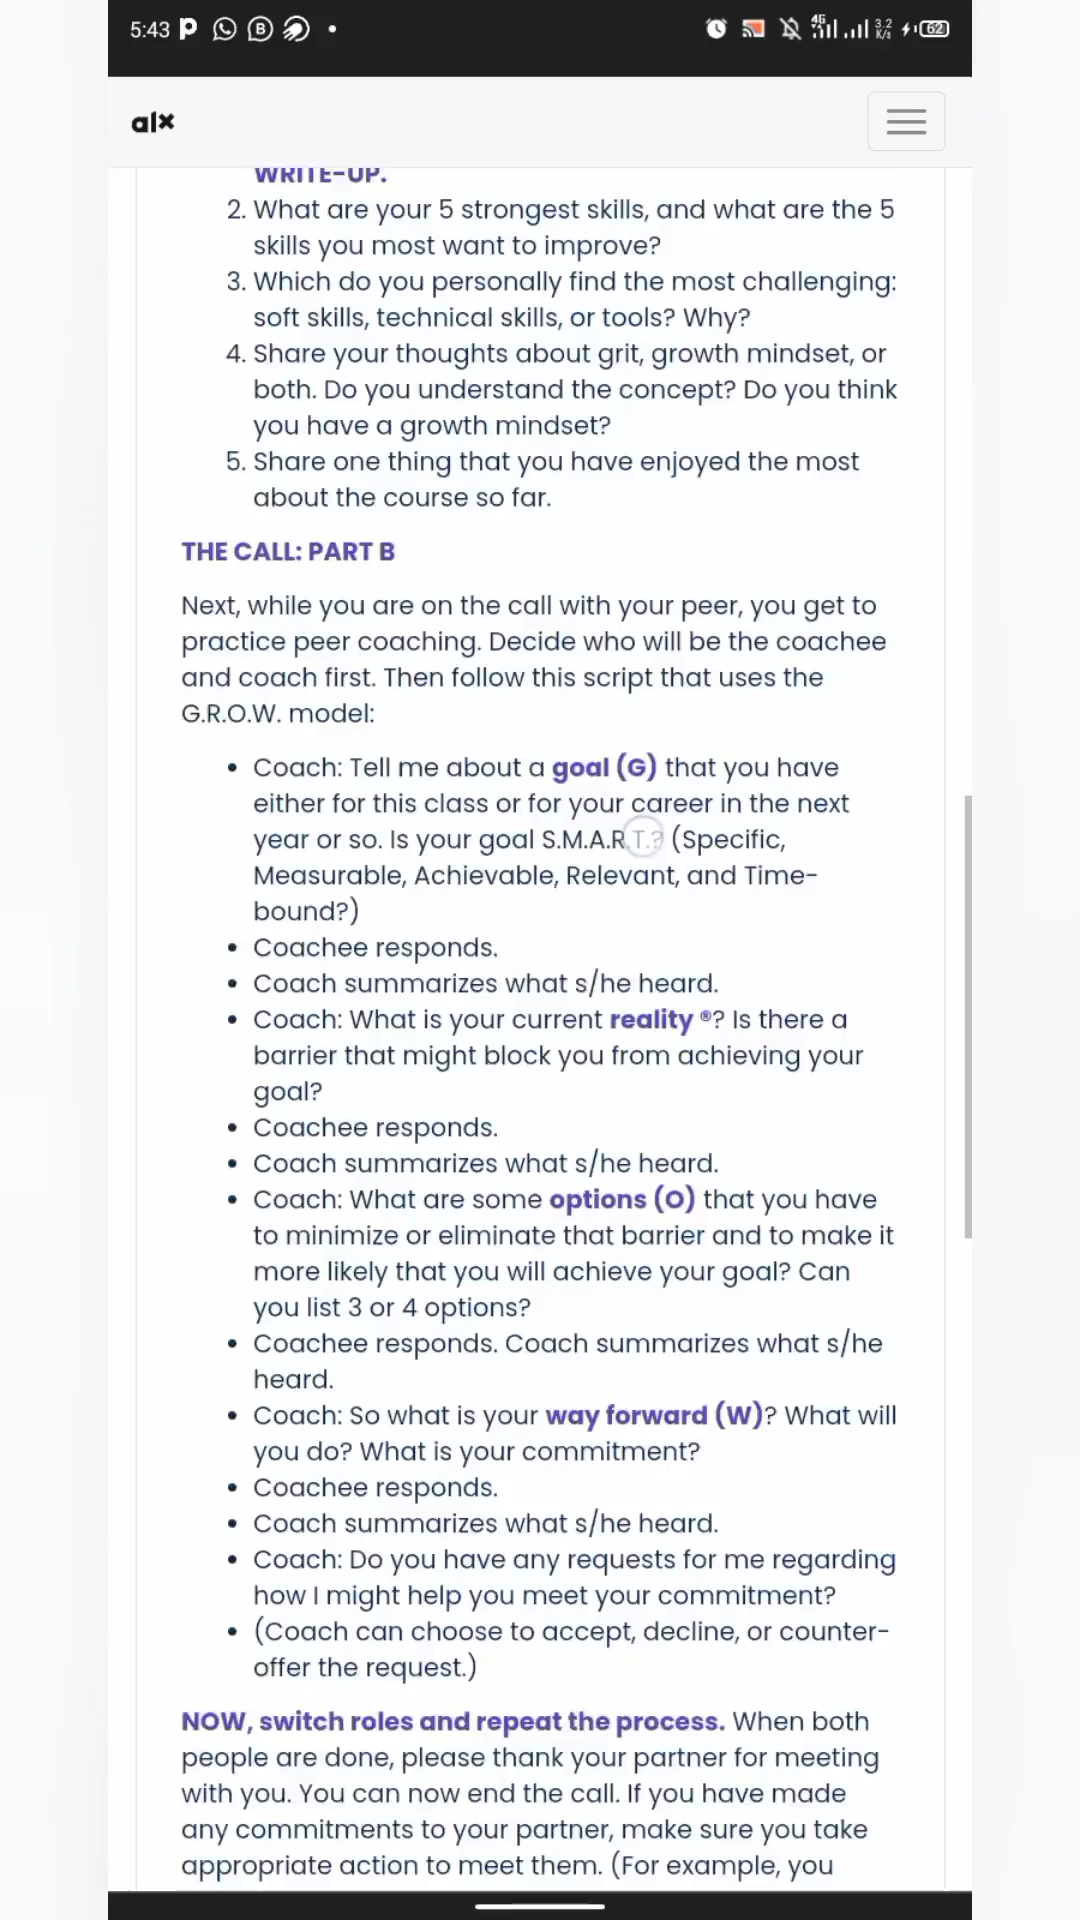 5:43
4G
3.2
K/s
62
alx
WRITE-UP.
2. What are your 5 strongest skills, and what are the 5
skills you most want to improve?
3. Which do you personally find the most challenging:
soft skills, technical skills, or tools? Why?
4. Share your thoughts about grit, growth mindset, or
both. Do you understand the concept? Do you think
you have a growth mindset?
5. Share one thing that you have enjoyed the most
about the course so far.
THE CALL: PART B
Next, while you are on the call with your peer, you get to
practice peer coaching. Decide who will be the coachee
and coach first. Then follow this script that uses the
G.R.O.W. model:
• Coach: Tell me about a goal (G) that you have
either for this class or for your career in the next
year or so. Is your goal S.M.A.R.T.? (Specific,
Measurable, Achievable, Relevant, and Time-
bound?)
• Coachee responds.
• Coach summarizes what s/he heard.
• Coach: What is your current reality ®? Is there a
barrier that might block you from achieving your
goal?
• Coachee responds.
• Coach summarizes what s/he heard.
• Coach: What are some options (O) that you have
to minimize or eliminate that barrier and to make it
more likely that you will achieve your goal? Can
you list 3 or 4 options?
• Coachee responds. Coach summarizes what s/he
heard.
• Coach: So what is your way forward (W)? What will
you do? What is your commitment?
• Coachee responds.
• Coach summarizes what s/he heard.
• Coach: Do you have any requests for me regarding
how I might help you meet your commitment?
• (Coach can choose to accept, decline, or counter-
offer the request.)
NOW, switch roles and repeat the process. When both
people are done, please thank your partner for meeting
with you. You can now end the call. If you have made
any commitments to your partner, make sure you take
appropriate action to meet them. (For example, you